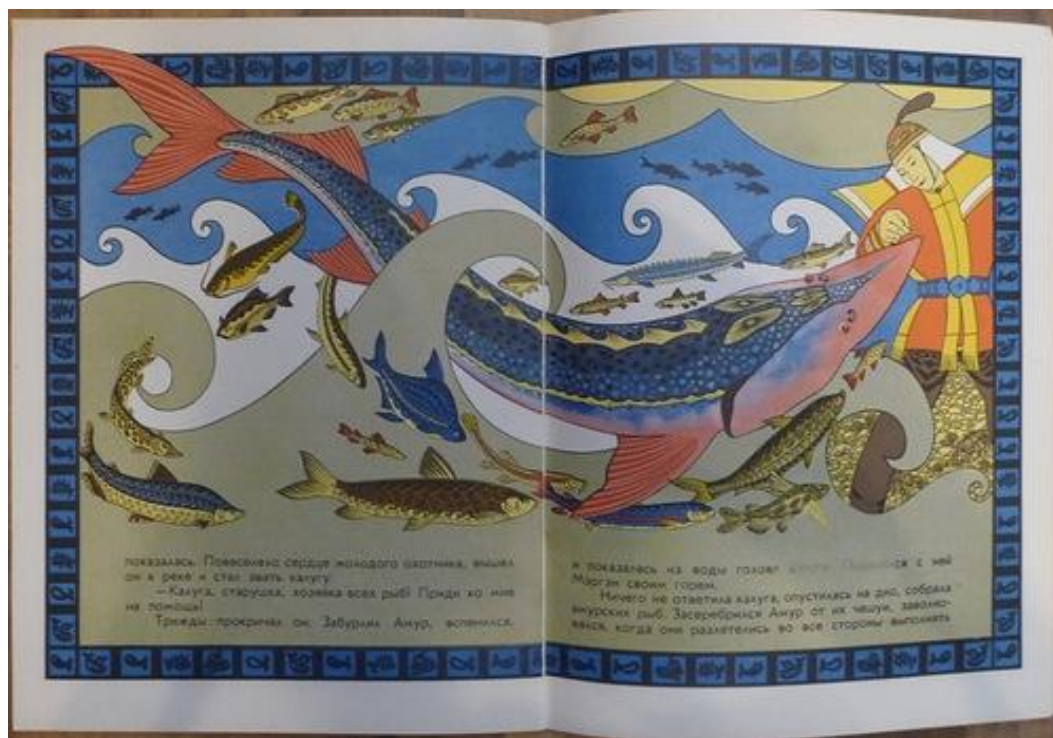 показалась. Повеселело сердце молодого охотника, вышел
он к реке и стал звать калугу.
— Калуга, старушка, хозяйка всех рыб! Приди ко мне
на помощь!
Трижды прокричал он. Забурлил Амур, вспенился,
и показалась из воды голова с ней
Мэргэн своим горем.
Ничего не ответила калуга, опустилась на дно, собрала
амурских рыб. Засеребрился Амур от их чешуи, заволно-
вался, когда они разлетелись во все стороны выполнять